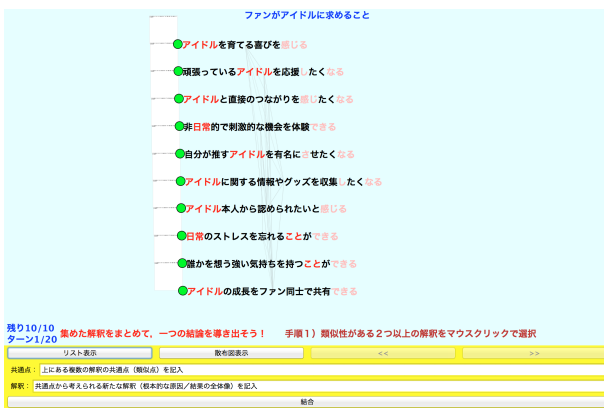 ファンがアイドルに求めること
アイドルを育てる喜びを感じる
頑張っているアイドルを応援したくなる
アイドルと直接のつながりを感じたくなる
非日常的で刺激的な機会を体験できる
自分が推すアイドルを有名にさせたくなる
アイドルに関する情報やグッズを収集したくなる
アイドル本人から認められたいと感じる
日常のストレスを忘れることができる
誰かを想う強い気持ちを持つことができる
アイドルの成長をファン同士で共有できる
残り10/10
ターン1/20
集めた解釈をまとめて，一つの結論を導き出そう！ 手順１）類似性がある２つ以上の解釈をマウスクリックで選択
リスト表示 散布図表示 << >>
共通点： 上にある複数の解釈の共通点（類似点）を記入
解釈： 共通点から考えられる新たな解釈（根本的な原因／結果の全体像）を記入
結合